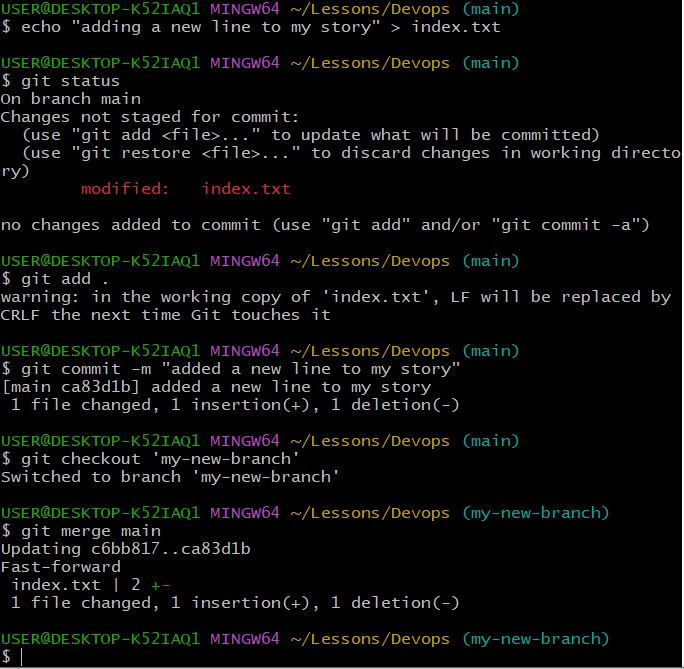 USER@DESKTOP-K52IAQ1 MINGW64 ~/Lessons/Devops (main)
$ echo "adding a new line to my story" > index.txt
USER@DESKTOP-K52IAQ1 MINGW64 ~/Lessons/Devops (main)
$ git status
On branch main
Changes not staged for commit:
  (use "git add <file>..." to update what will be committed)
  (use "git restore <file>..." to discard changes in working directo
ry)
        modified:   index.txt
no changes added to commit (use "git add" and/or "git commit -a")
USER@DESKTOP-K52IAQ1 MINGW64 ~/Lessons/Devops (main)
$ git add .
warning: in the working copy of 'index.txt', LF will be replaced by
CRLF the next time Git touches it
USER@DESKTOP-K52IAQ1 MINGW64 ~/Lessons/Devops (main)
$ git commit -m "added a new line to my story"
[main ca83d1b] added a new line to my story
 1 file changed, 1 insertion(+), 1 deletion(-)
USER@DESKTOP-K52IAQ1 MINGW64 ~/Lessons/Devops (main)
$ git checkout 'my-new-branch'
Switched to branch 'my-new-branch'
USER@DESKTOP-K52IAQ1 MINGW64 ~/Lessons/Devops (my-new-branch)
$ git merge main
Updating c6bb817..ca83d1b
Fast-forward
 index.txt | 2 +-
 1 file changed, 1 insertion(+), 1 deletion(-)
USER@DESKTOP-K52IAQ1 MINGW64 ~/Lessons/Devops (my-new-branch)
$